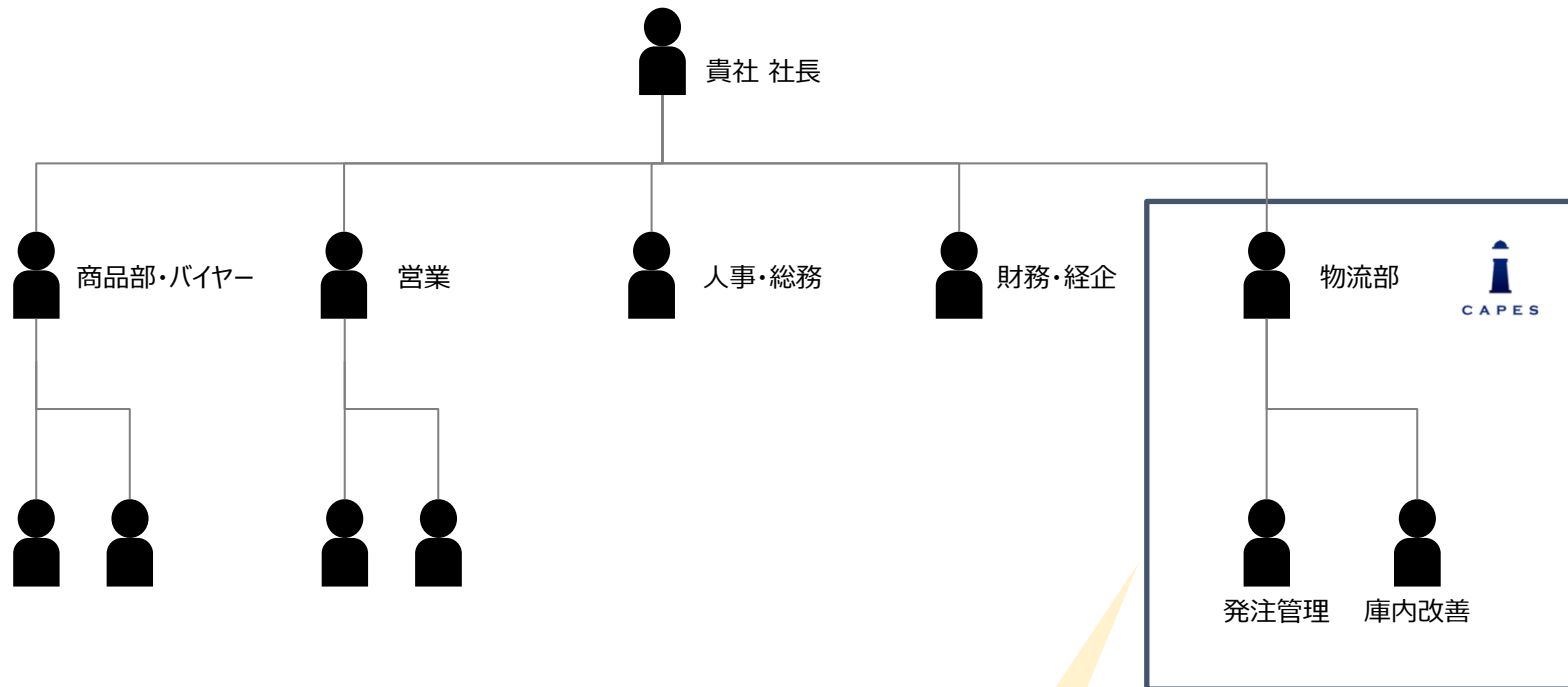 貴社 社長
商品部・バイヤー
営業
人事・総務
財務・経企
物流部
CAPES
発注管理
庫内改善